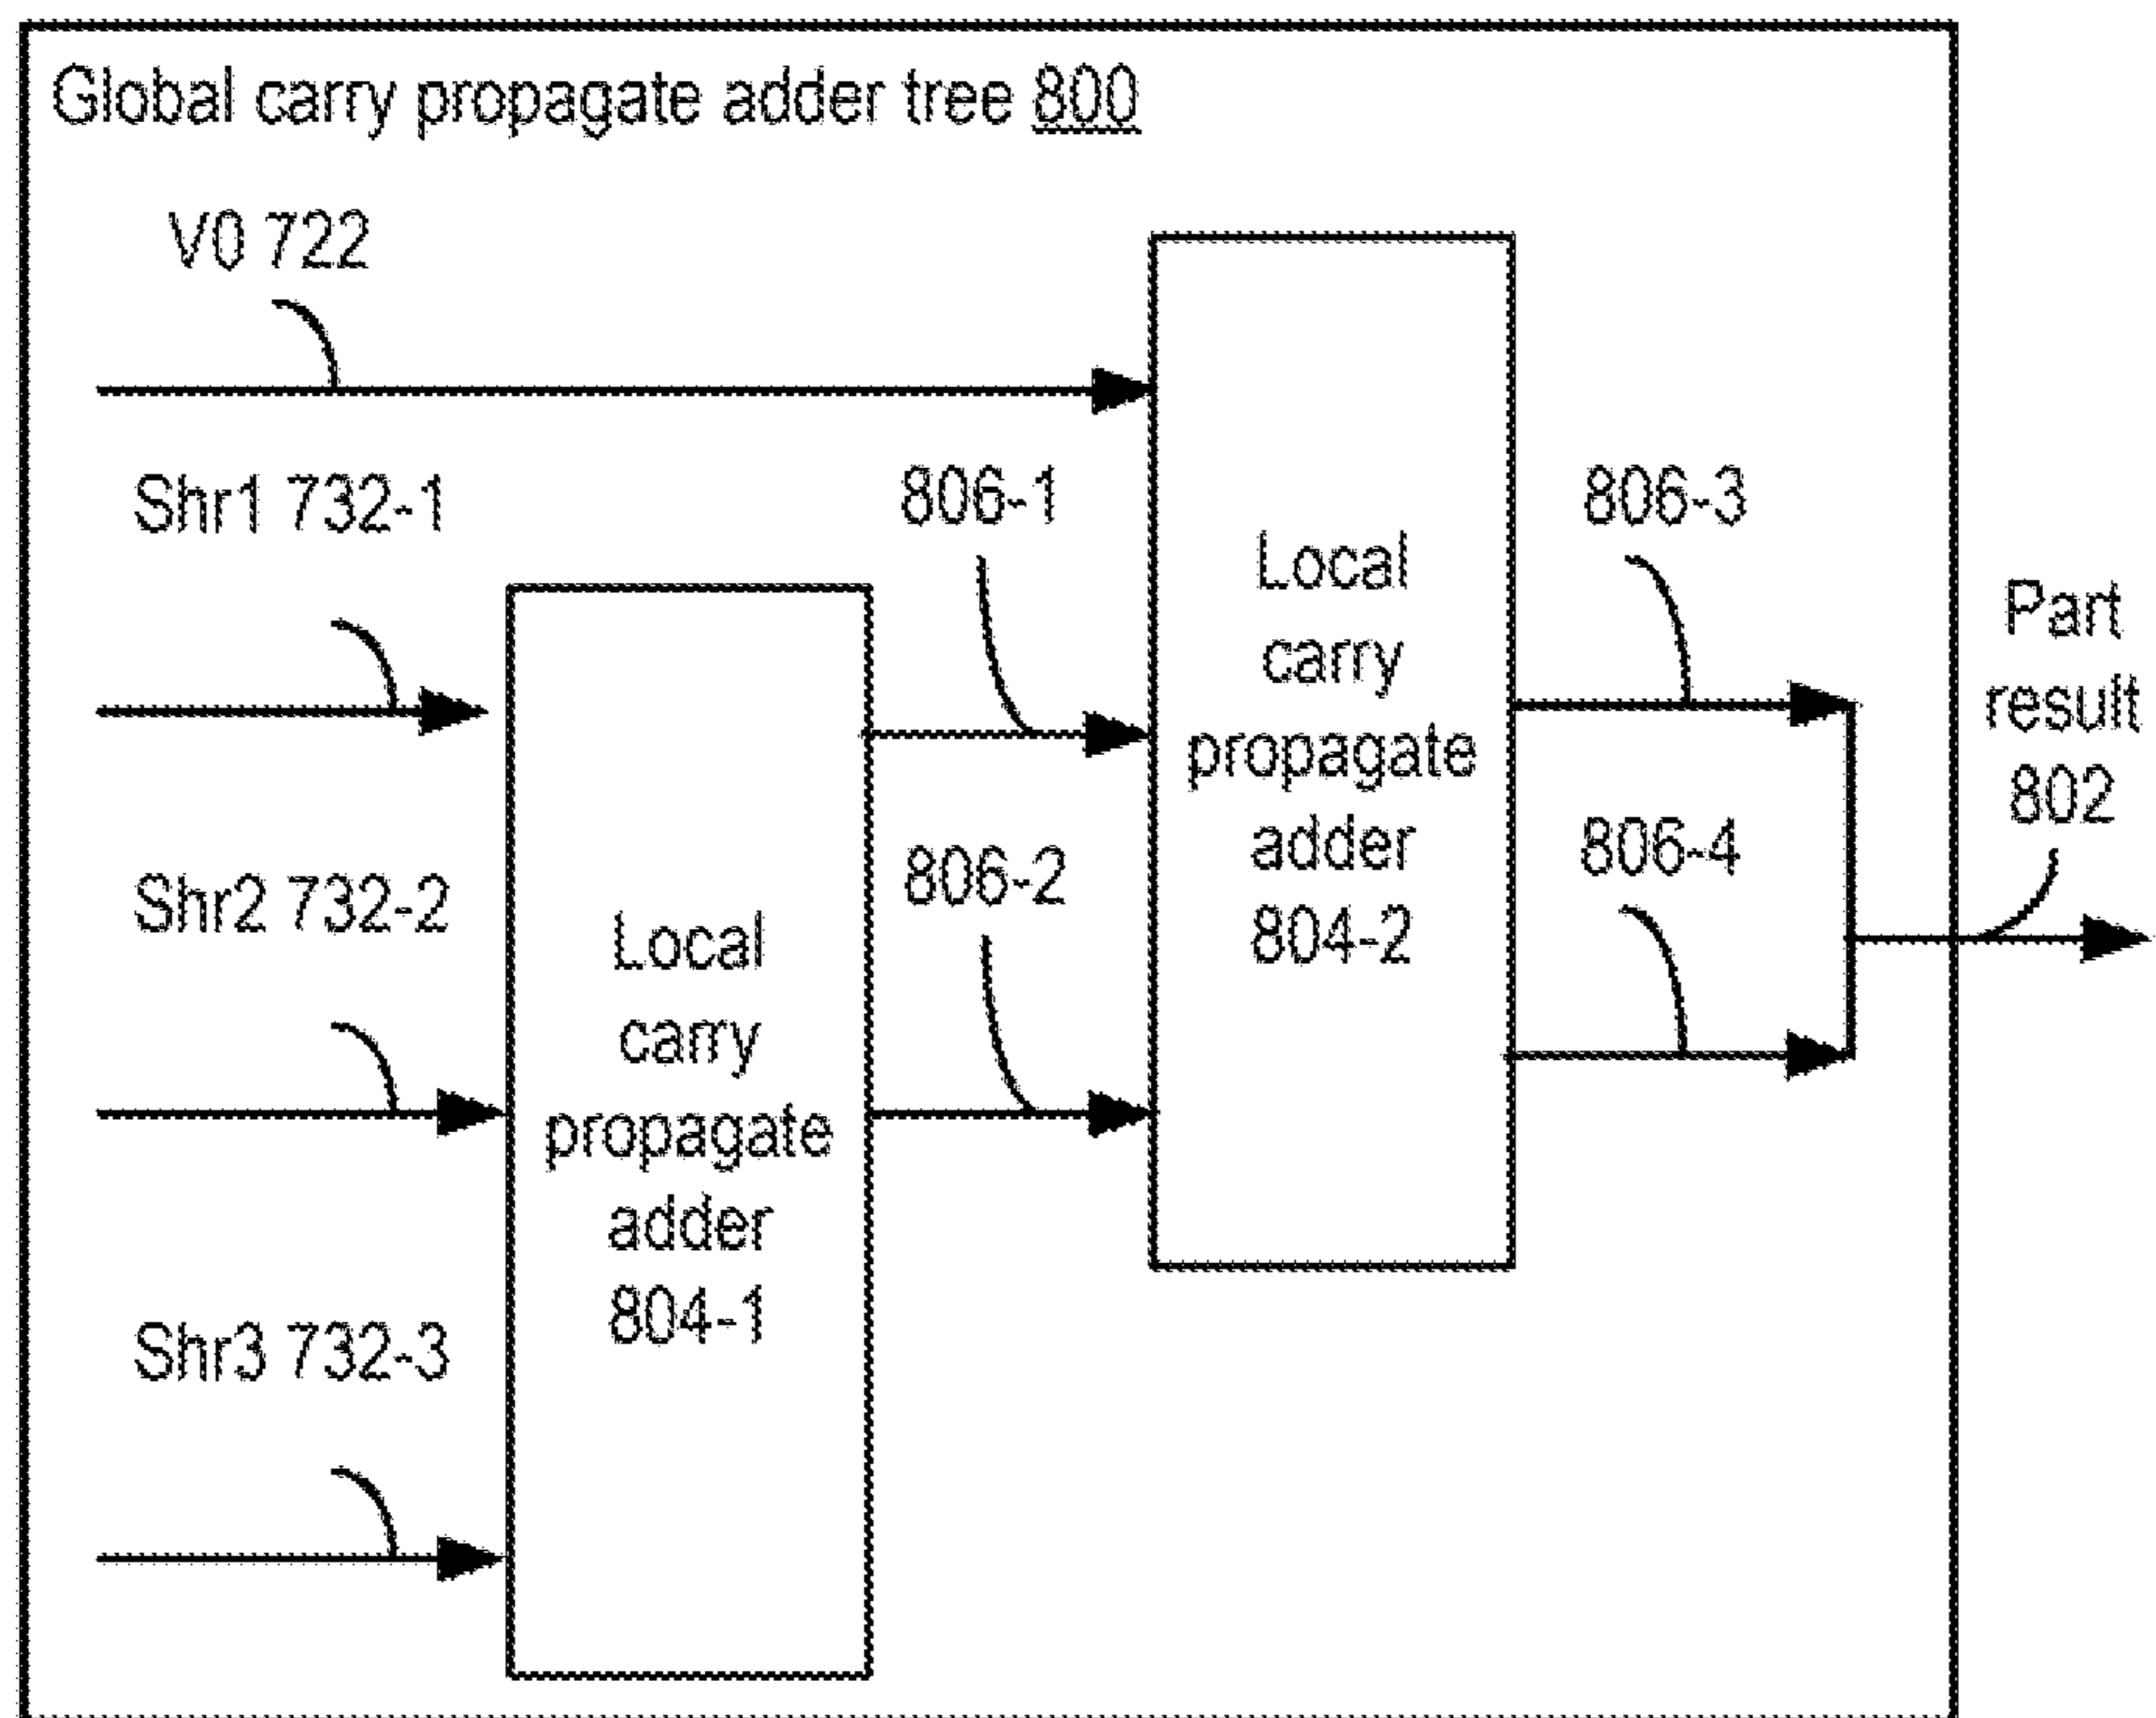 Global carry propagate adder tree 800
V0 722
Shr1 732-1
806-1
806-3
Local
carry
propagate
adder
804-2
Part
result
802
Shr2 732-2
806-2
806-4
Local
carry
propagate
adder
804-1
Shr3 732-3